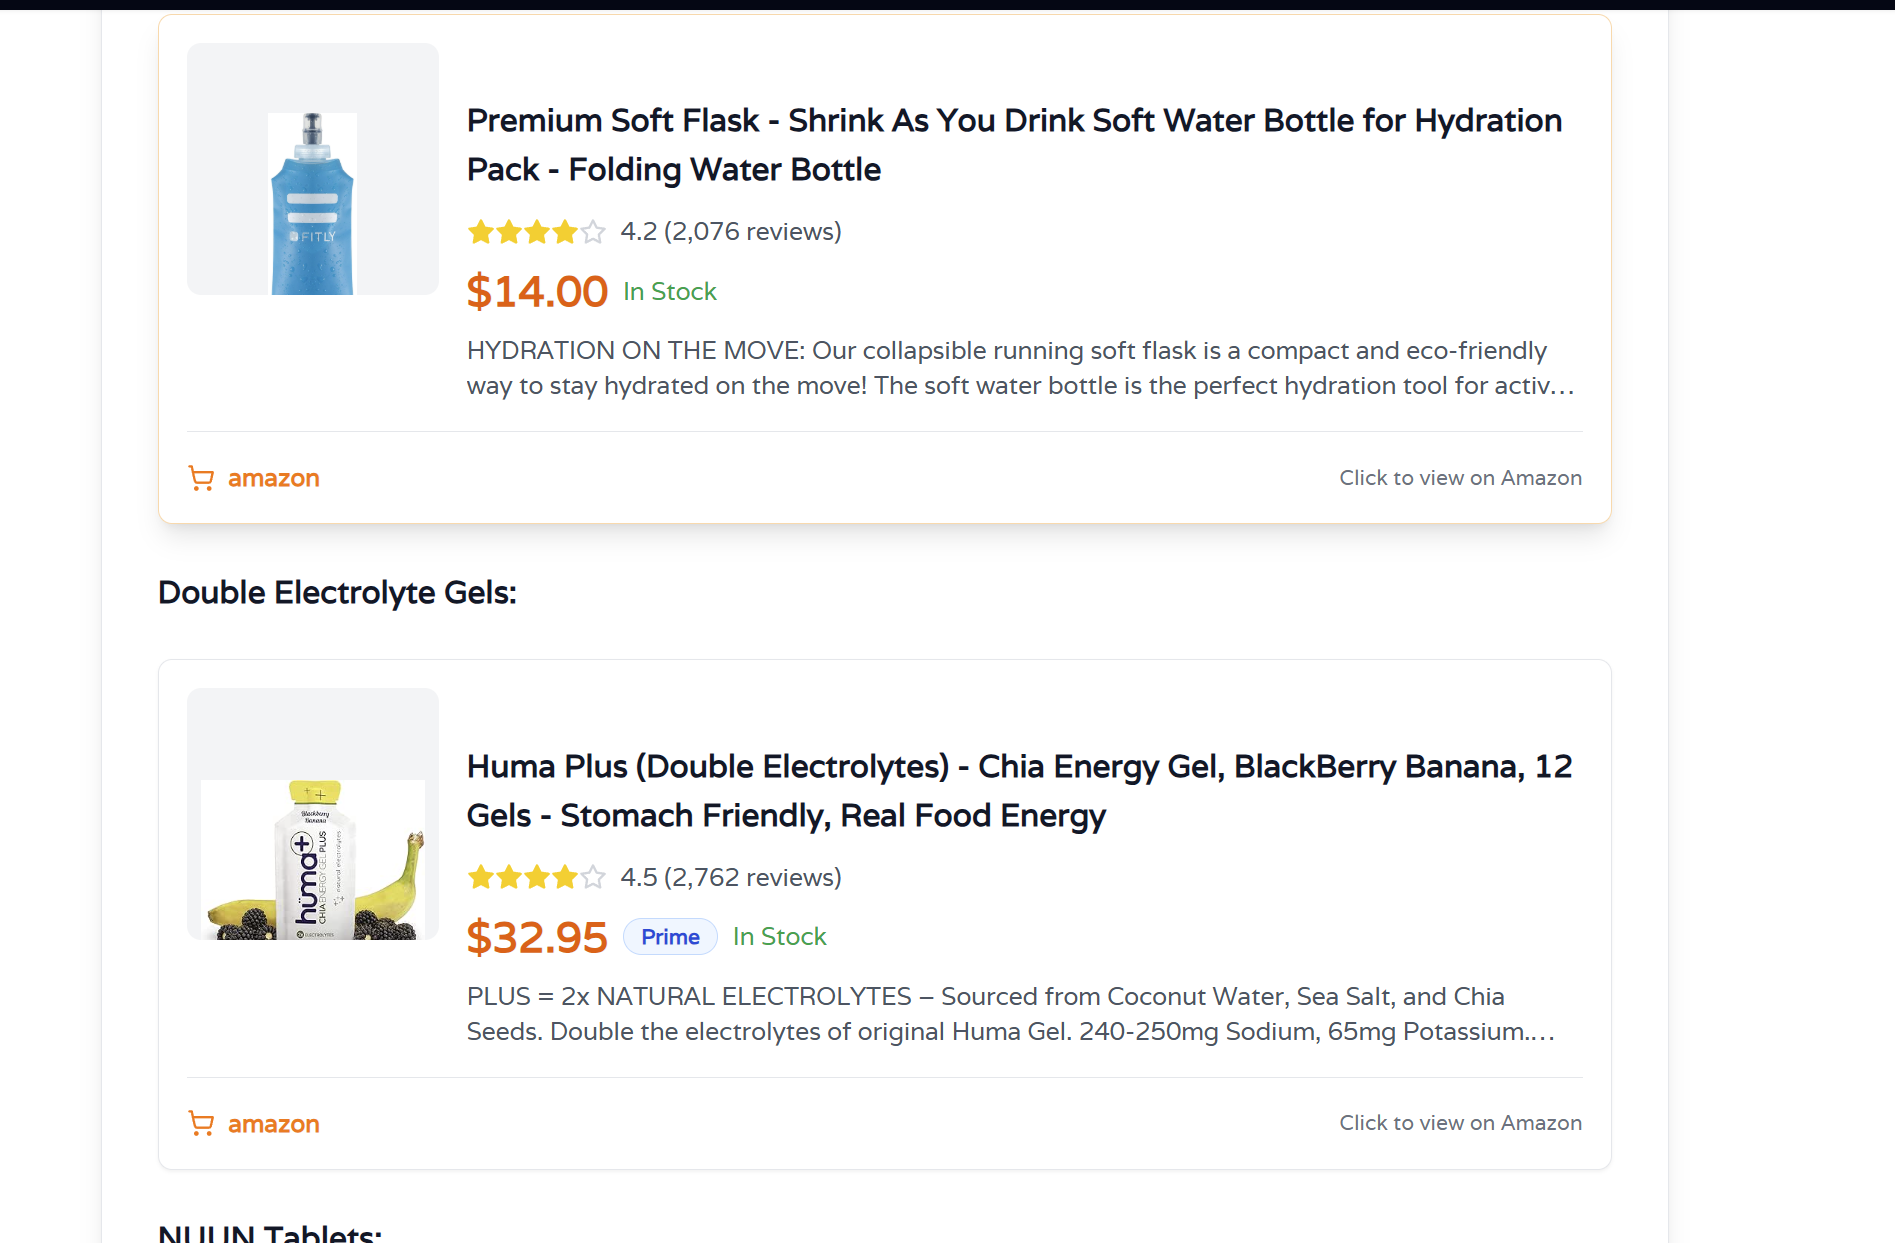 Premium Soft Flask - Shrink As You Drink Soft Water Bottle for Hydration
Pack - Folding Water Bottle
FITLY
4.2 (2,076 reviews)
$14.00 In Stock
HYDRATION ON THE MOVE: Our collapsible running soft flask is a compact and eco-friendly
way to stay hydrated on the move! The soft water bottle is the perfect hydration tool for activ…
amazon
Click to view on Amazon
Double Electrolyte Gels:
Huma Plus (Double Electrolytes) - Chia Energy Gel, BlackBerry Banana, 12
Gels - Stomach Friendly, Real Food Energy
Blackberry
Banana
hüma+
CHIA ENERGY GEL PLUS
natural electrolytes
4.5 (2,762 reviews)
$32.95 Prime In Stock
PLUS = 2x NATURAL ELECTROLYTES – Sourced from Coconut Water, Sea Salt, and Chia
Seeds. Double the electrolytes of original Huma Gel. 240-250mg Sodium, 65mg Potassium.…
amazon
Click to view on Amazon
NUUN Tablets: